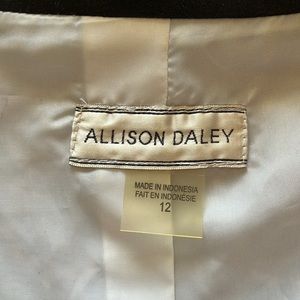 ALLISON DALEY
MADE IN INDONESIA
FAIT EN INDONÉSIE
12